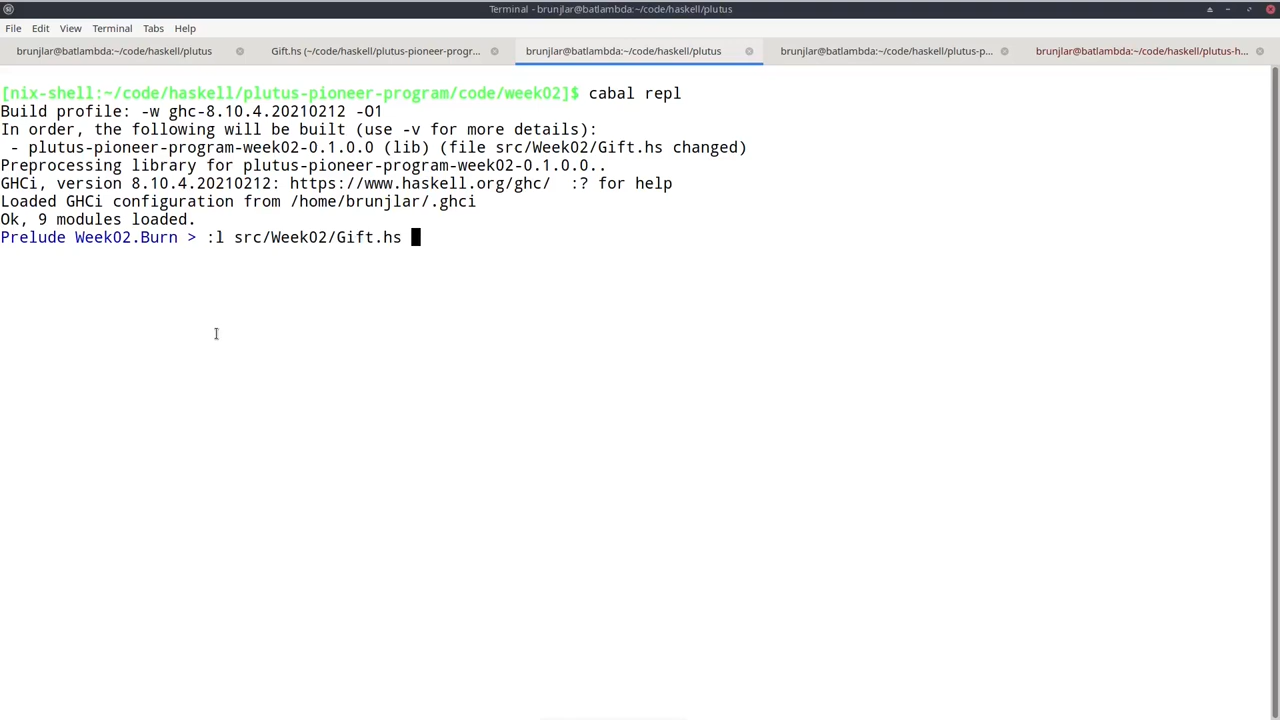 Terminal - brunjlar@batlambda:~/code/haskell/plutus
File Edit View Terminal Tabs Help
brunjlar@batlambda:~/code/haskell/plutus
Gift.hs (~/code/haskell/plutus-pioneer-progr...
brunjlar@batlambda:~/code/haskell/plutus
brunjlar@batlambda:~/code/haskell/plutus-p...
brunjlar@batlambda:~/code/haskell/plutus-h...
[nix-shell:~/code/haskell/plutus-pioneer-program/code/week02]$ cabal repl
Build profile: -w ghc-8.10.4.20210212 -O1
In order, the following will be built (use -v for more details):
 - plutus-pioneer-program-week02-0.1.0.0 (lib) (file src/Week02/Gift.hs changed)
Preprocessing library for plutus-pioneer-program-week02-0.1.0.0..
GHCi, version 8.10.4.20210212: https://www.haskell.org/ghc/  :? for help
Loaded GHCi configuration from /home/brunjlar/.ghci
Ok, 9 modules loaded.
Prelude Week02.Burn > :l src/Week02/Gift.hs